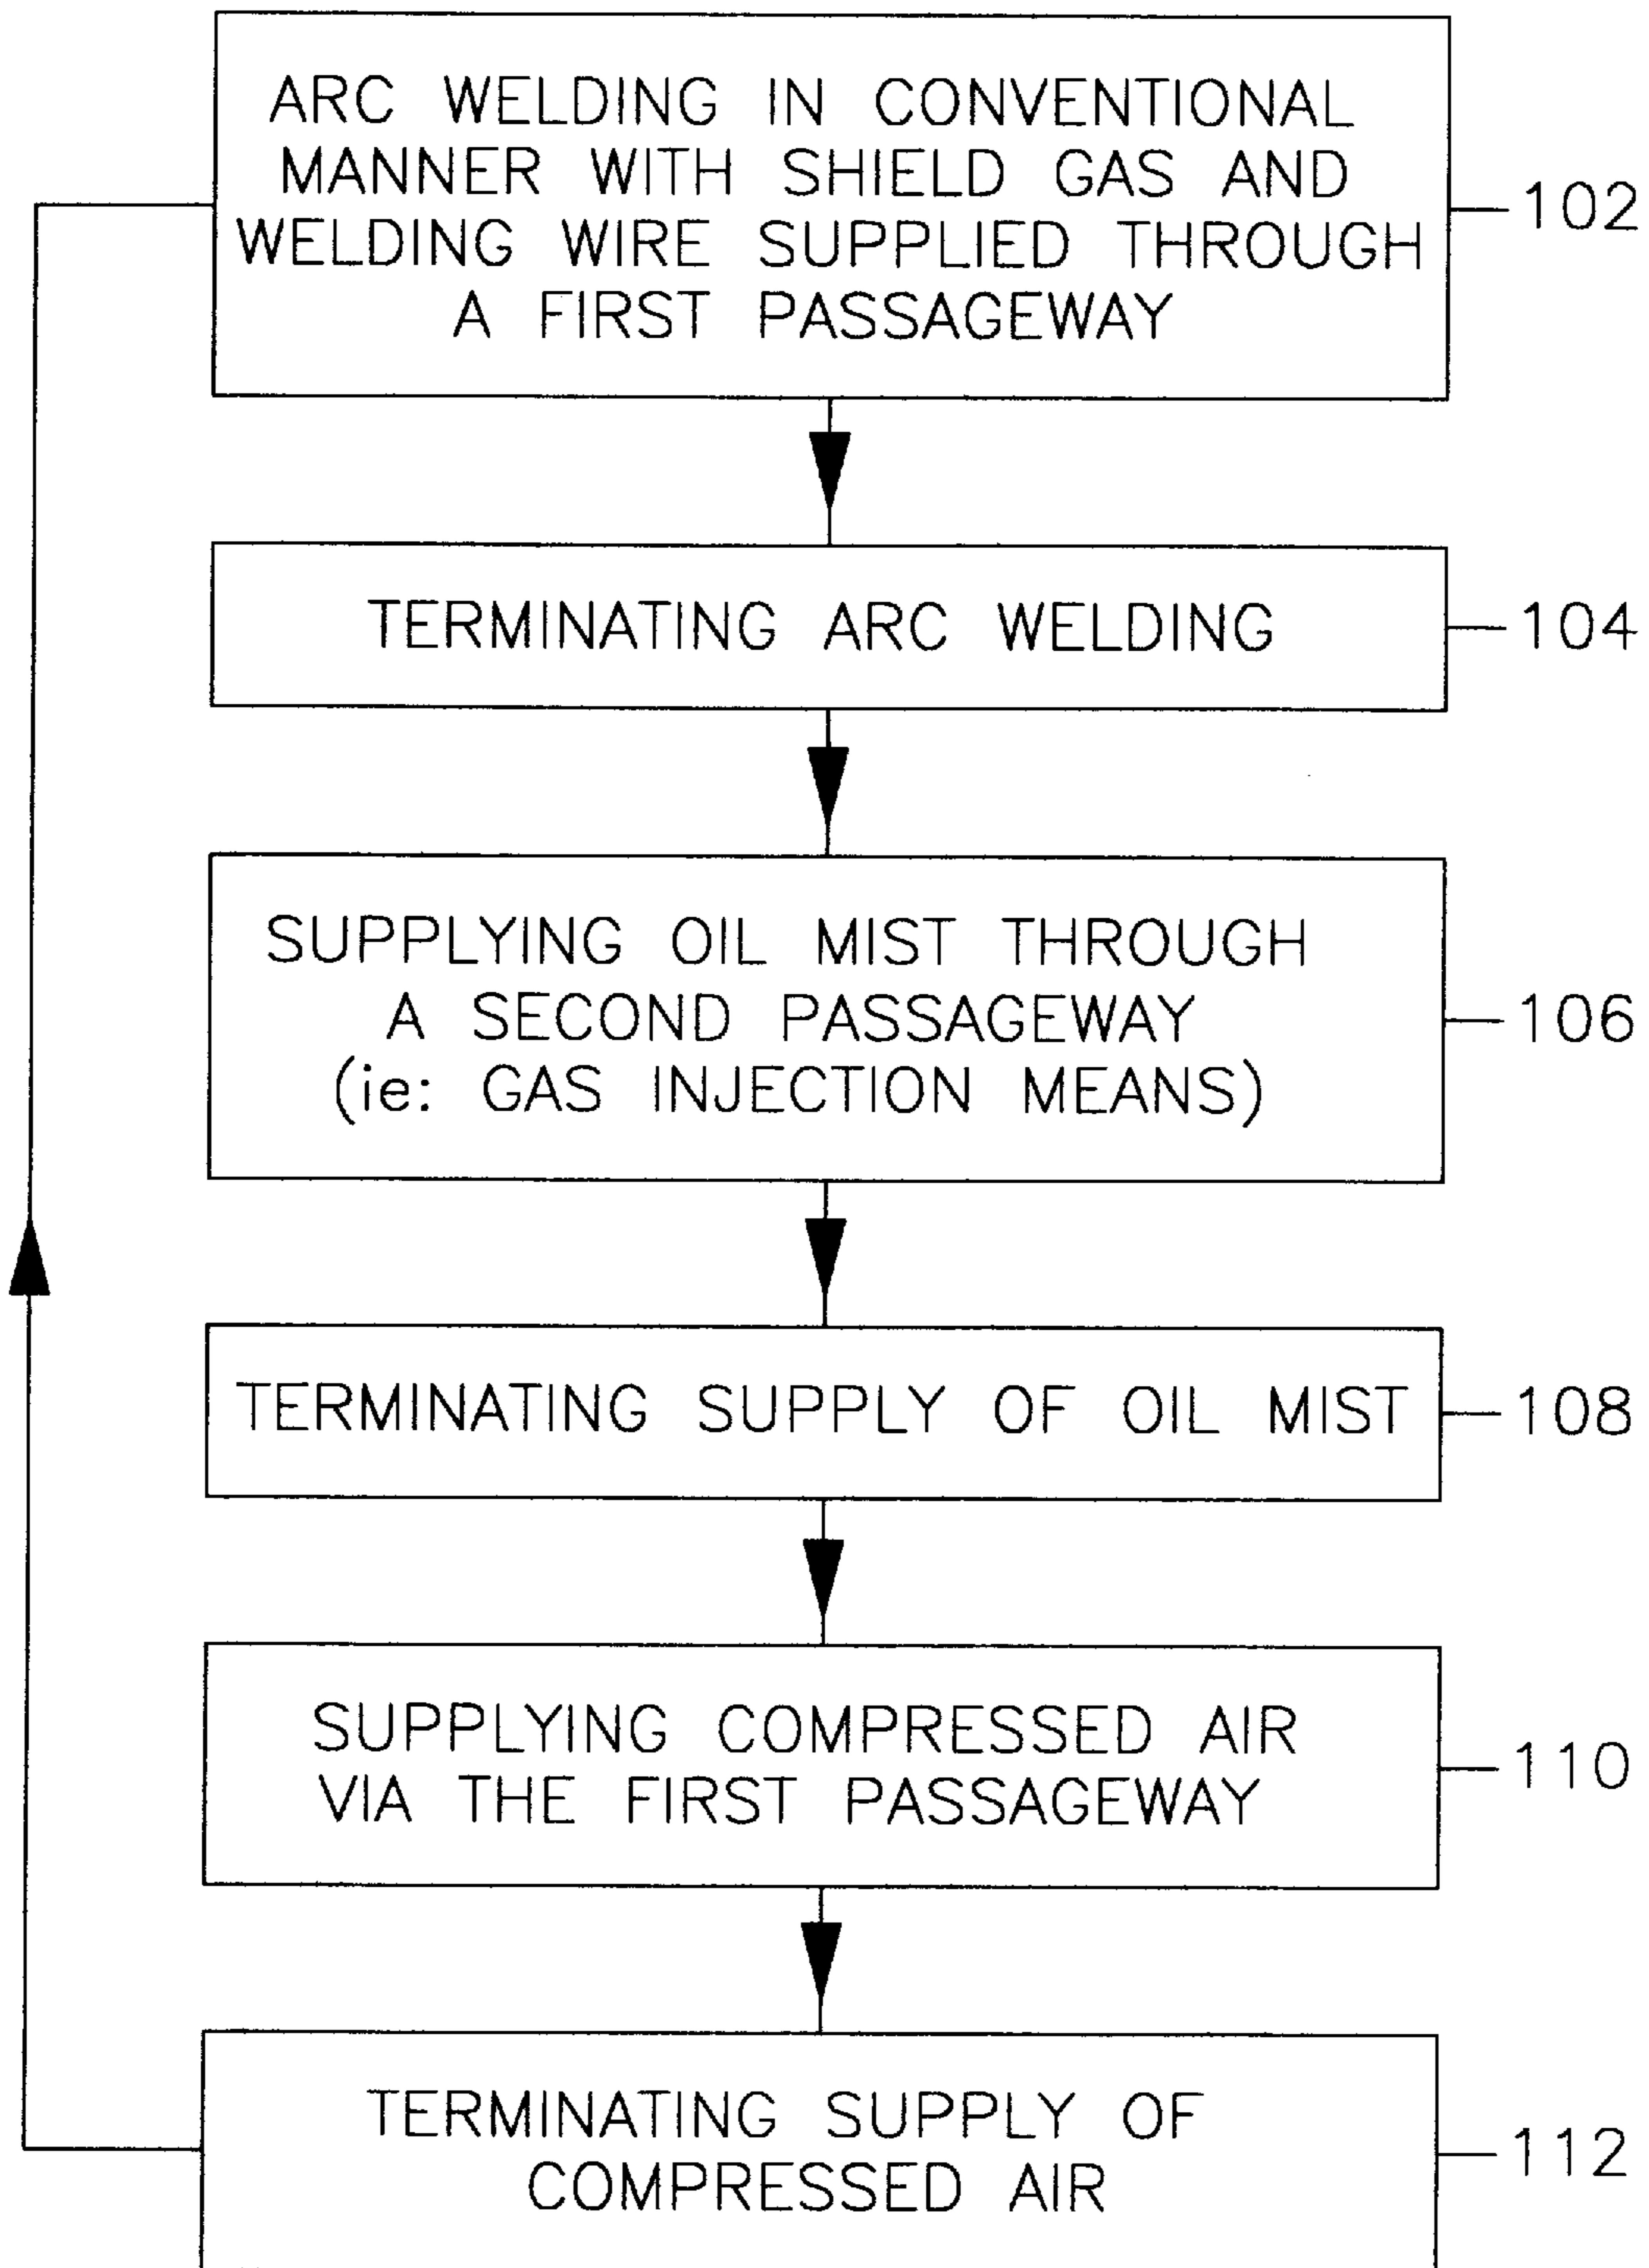 ARC WELDING IN CONVENTIONAL
MANNER WITH SHIELD GAS AND
WELDING WIRE SUPPLIED THROUGH
A FIRST PASSAGEWAY
102
TERMINATING ARC WELDING
104
SUPPLYING OIL MIST THROUGH
A SECOND PASSAGEWAY
(ie: GAS INJECTION MEANS)
106
TERMINATING SUPPLY OF OIL MIST
108
SUPPLYING COMPRESSED AIR
VIA THE FIRST PASSAGEWAY
110
TERMINATING SUPPLY OF
COMPRESSED AIR
112